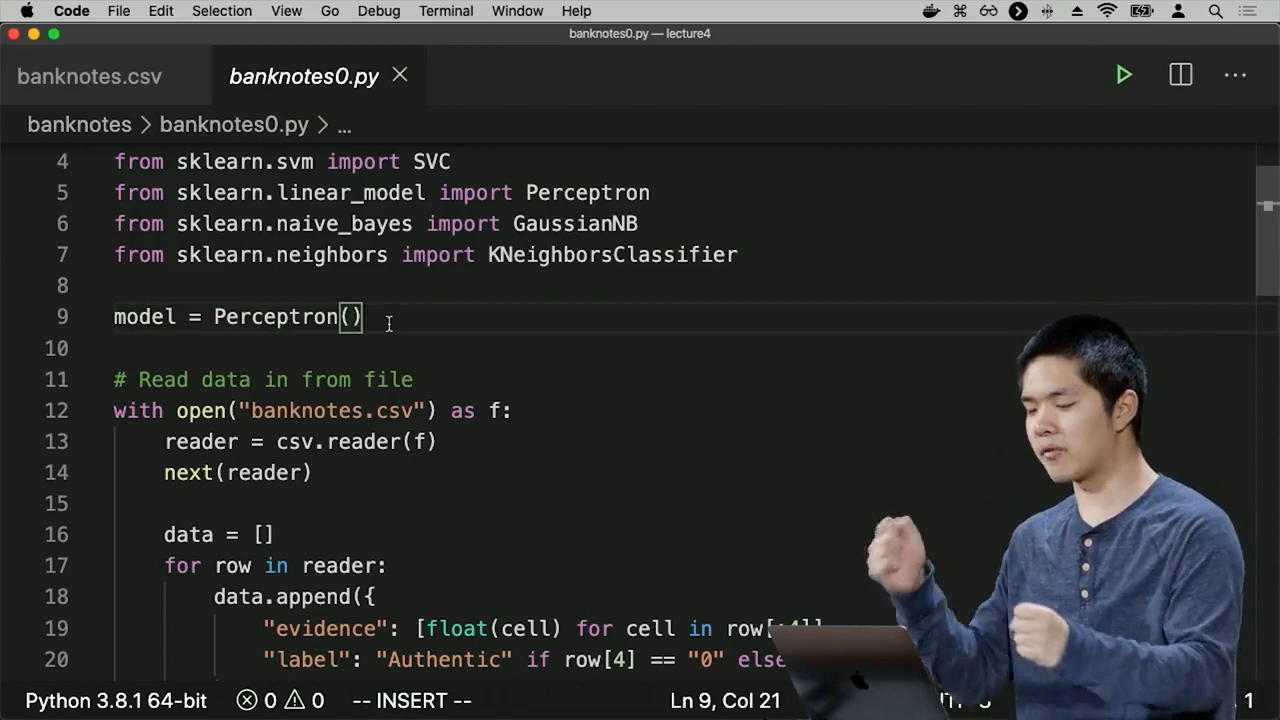 Code File Edit Selection View Go Debug Terminal Window Help
banknotes0.py — lecture4
banknotes.csv banknotes0.py
banknotes > banknotes0.py > ...
4 from sklearn.svm import SVC
5 from sklearn.linear_model import Perceptron
6 from sklearn.naive_bayes import GaussianNB
7 from sklearn.neighbors import KNeighborsClassifier
8
9 model = Perceptron()
10
11 # Read data in from file
12 with open("banknotes.csv") as f:
13 reader = csv.reader(f)
14 next(reader)
15
16 data = []
17 for row in reader:
18 data.append({
19 "evidence": [float(cell) for cell in row[:4]]
20 "label": "Authentic" if row[4] == "0" else
Python 3.8.1 64-bit 0 0 -- INSERT -- Ln 9, Col 21 1